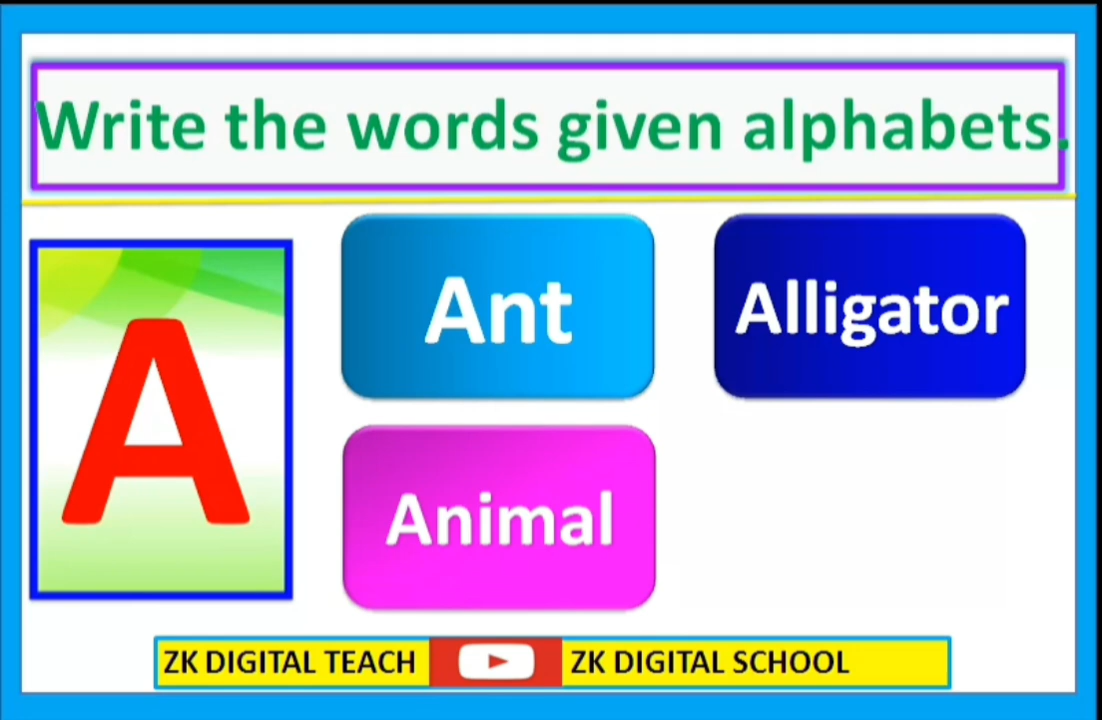 Write the words given alphabets.
A
Ant
Alligator
Animal
ZK DIGITAL TEACH
ZK DIGITAL SCHOOL